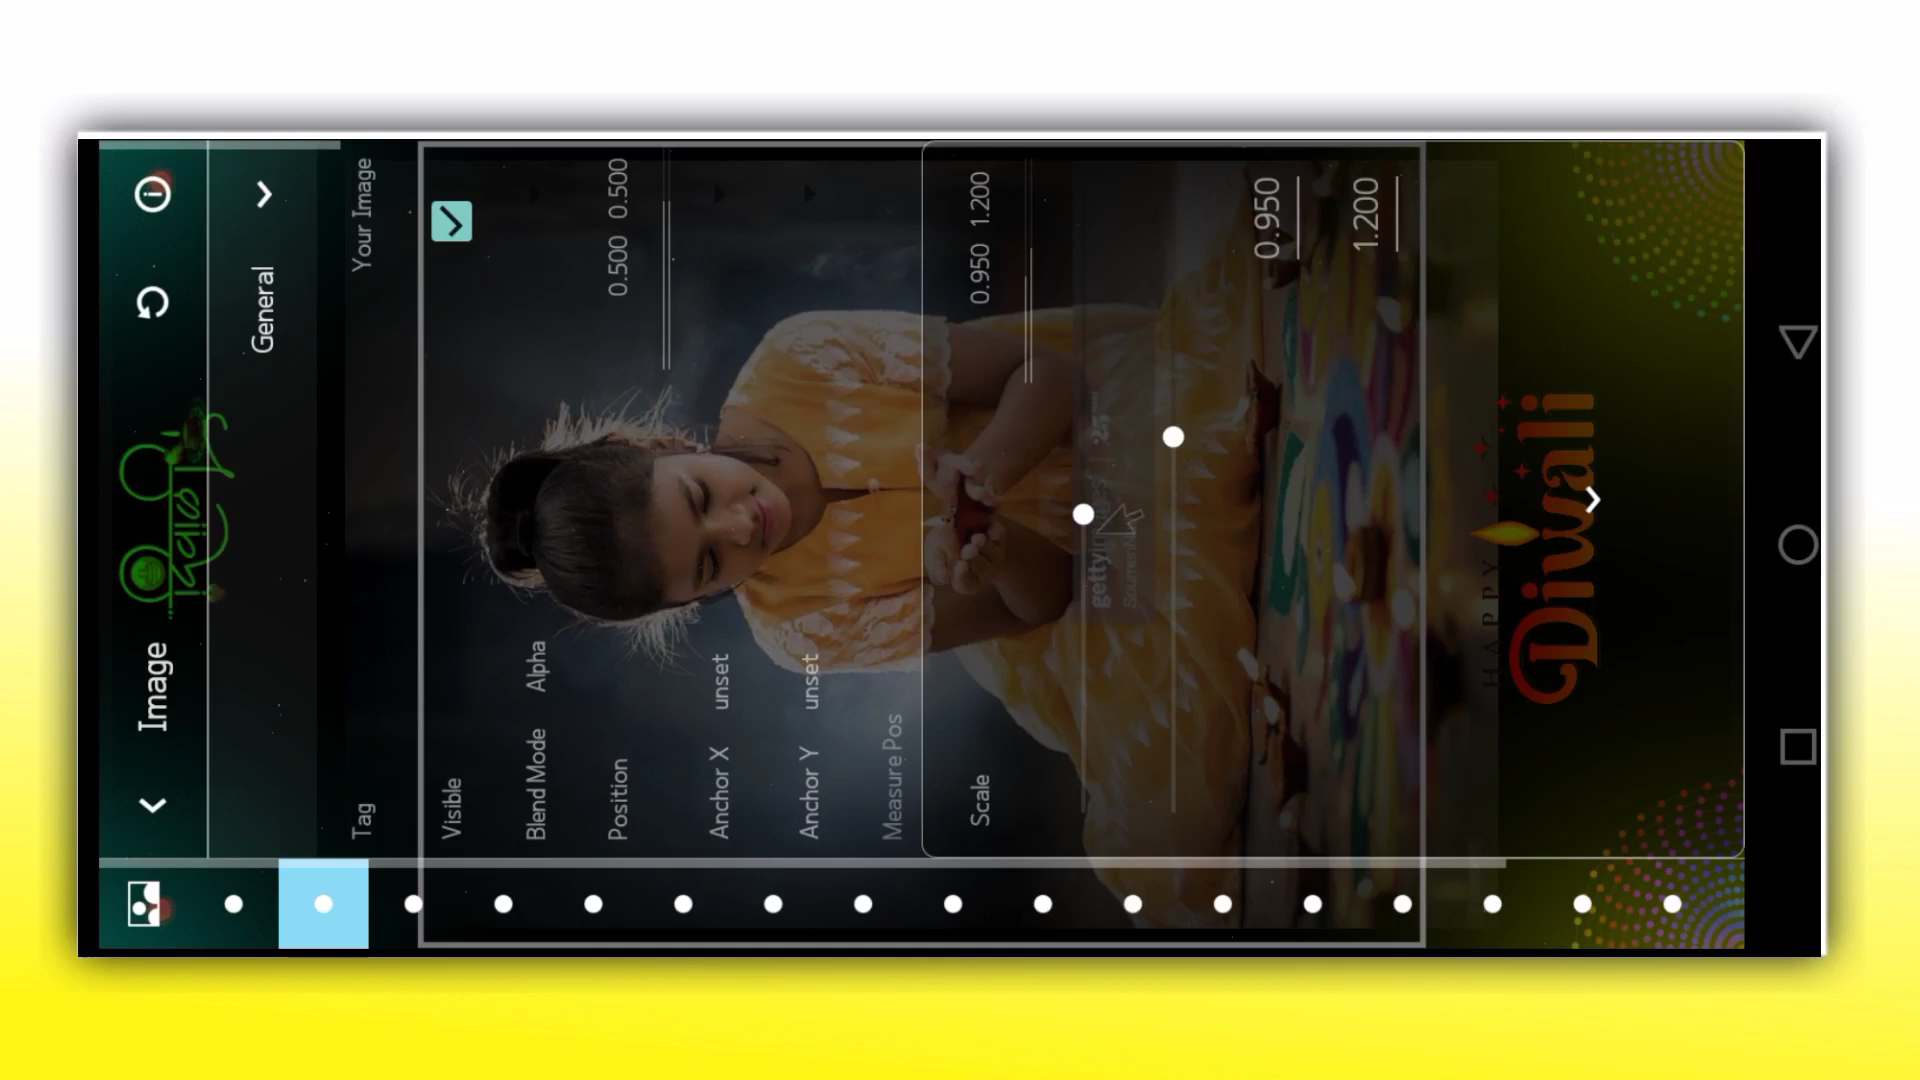 Image
General
Tag Your Image
Visible
Blend Mode Alpha
Position 0.500 0.500
Anchor X unset
Anchor Y unset
Measure Pos
Scale 0.950 1.200
0.950
1.200
HAPPY
Diwali